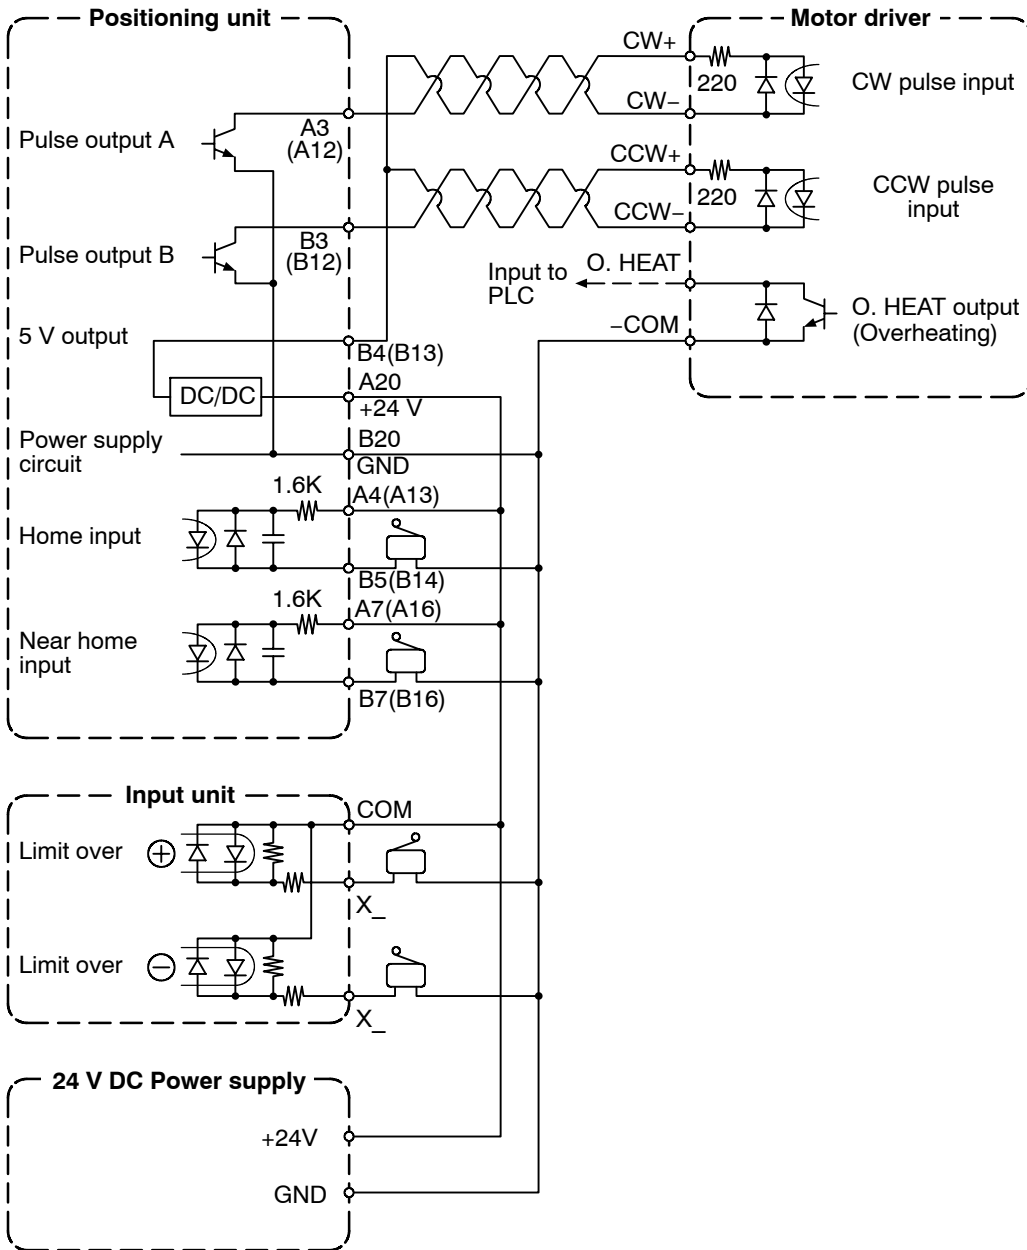 Positioning unit
Motor driver
CW+
220
CW−
CW pulse input
Pulse output A
A3
(A12)
CCW+
220
CCW−
CCW pulse
input
Pulse output B
B3
(B12)
Input to
PLC
O. HEAT
−COM
O. HEAT output
(Overheating)
5 V output
B4(B13)
DC/DC
A20
+24 V
Power supply
circuit
B20
GND
1.6K
A4(A13)
Home input
B5(B14)
1.6K
A7(A16)
Near home
input
B7(B16)
Input unit
COM
Limit over
+
X_
Limit over
−
X_
24 V DC Power supply
+24V
GND